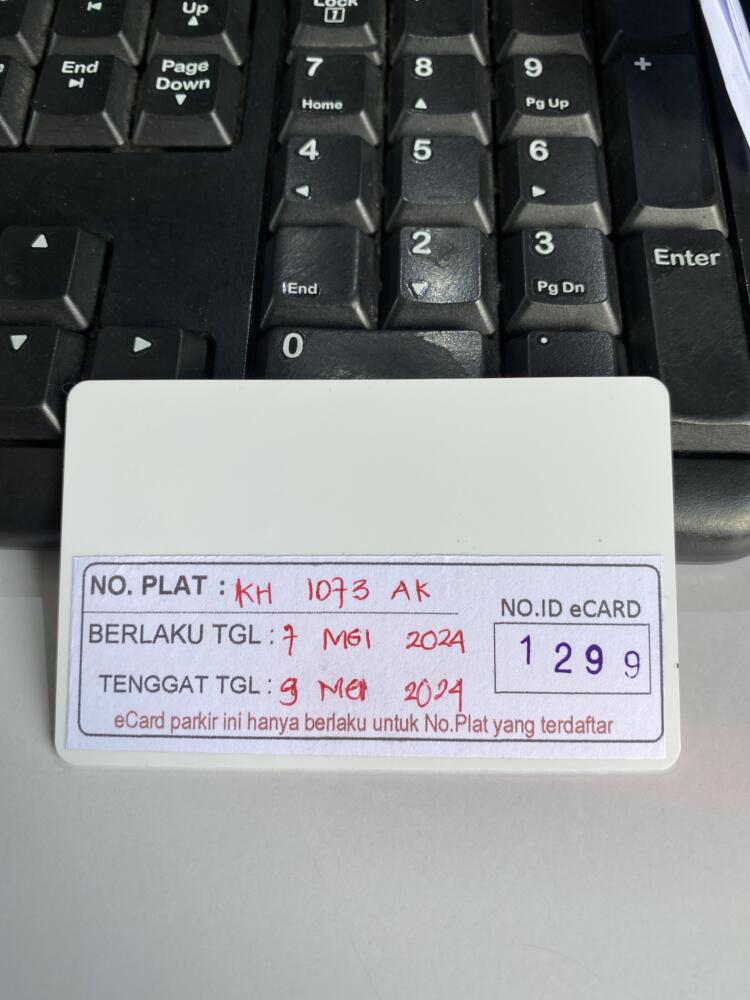 Up
Lock
End
Page
Down
7
Home
8
9
Pg Up
+
4
5
6
End
2
3
Pg Dn
Enter
0
.
NO. PLAT : KH 1073 AK
BERLAKU TGL : 7 MEI 2024
TENGGAT TGL : 9 MEI 2024
NO.ID eCARD
1299
eCard parkir ini hanya berlaku untuk No.Plat yang terdaftar